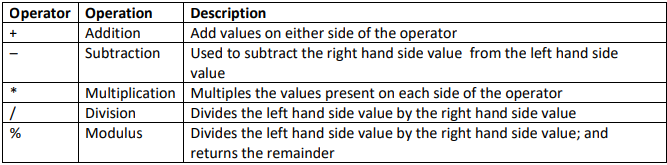 Operator Operation Description
+ Addition Add values on either side of the operator
– Subtraction Used to subtract the right hand side value from the left hand side
value
* Multiplication Multiples the values present on each side of the operator
/ Division Divides the left hand side value by the right hand side value
% Modulus Divides the left hand side value by the right hand side value; and
returns the remainder